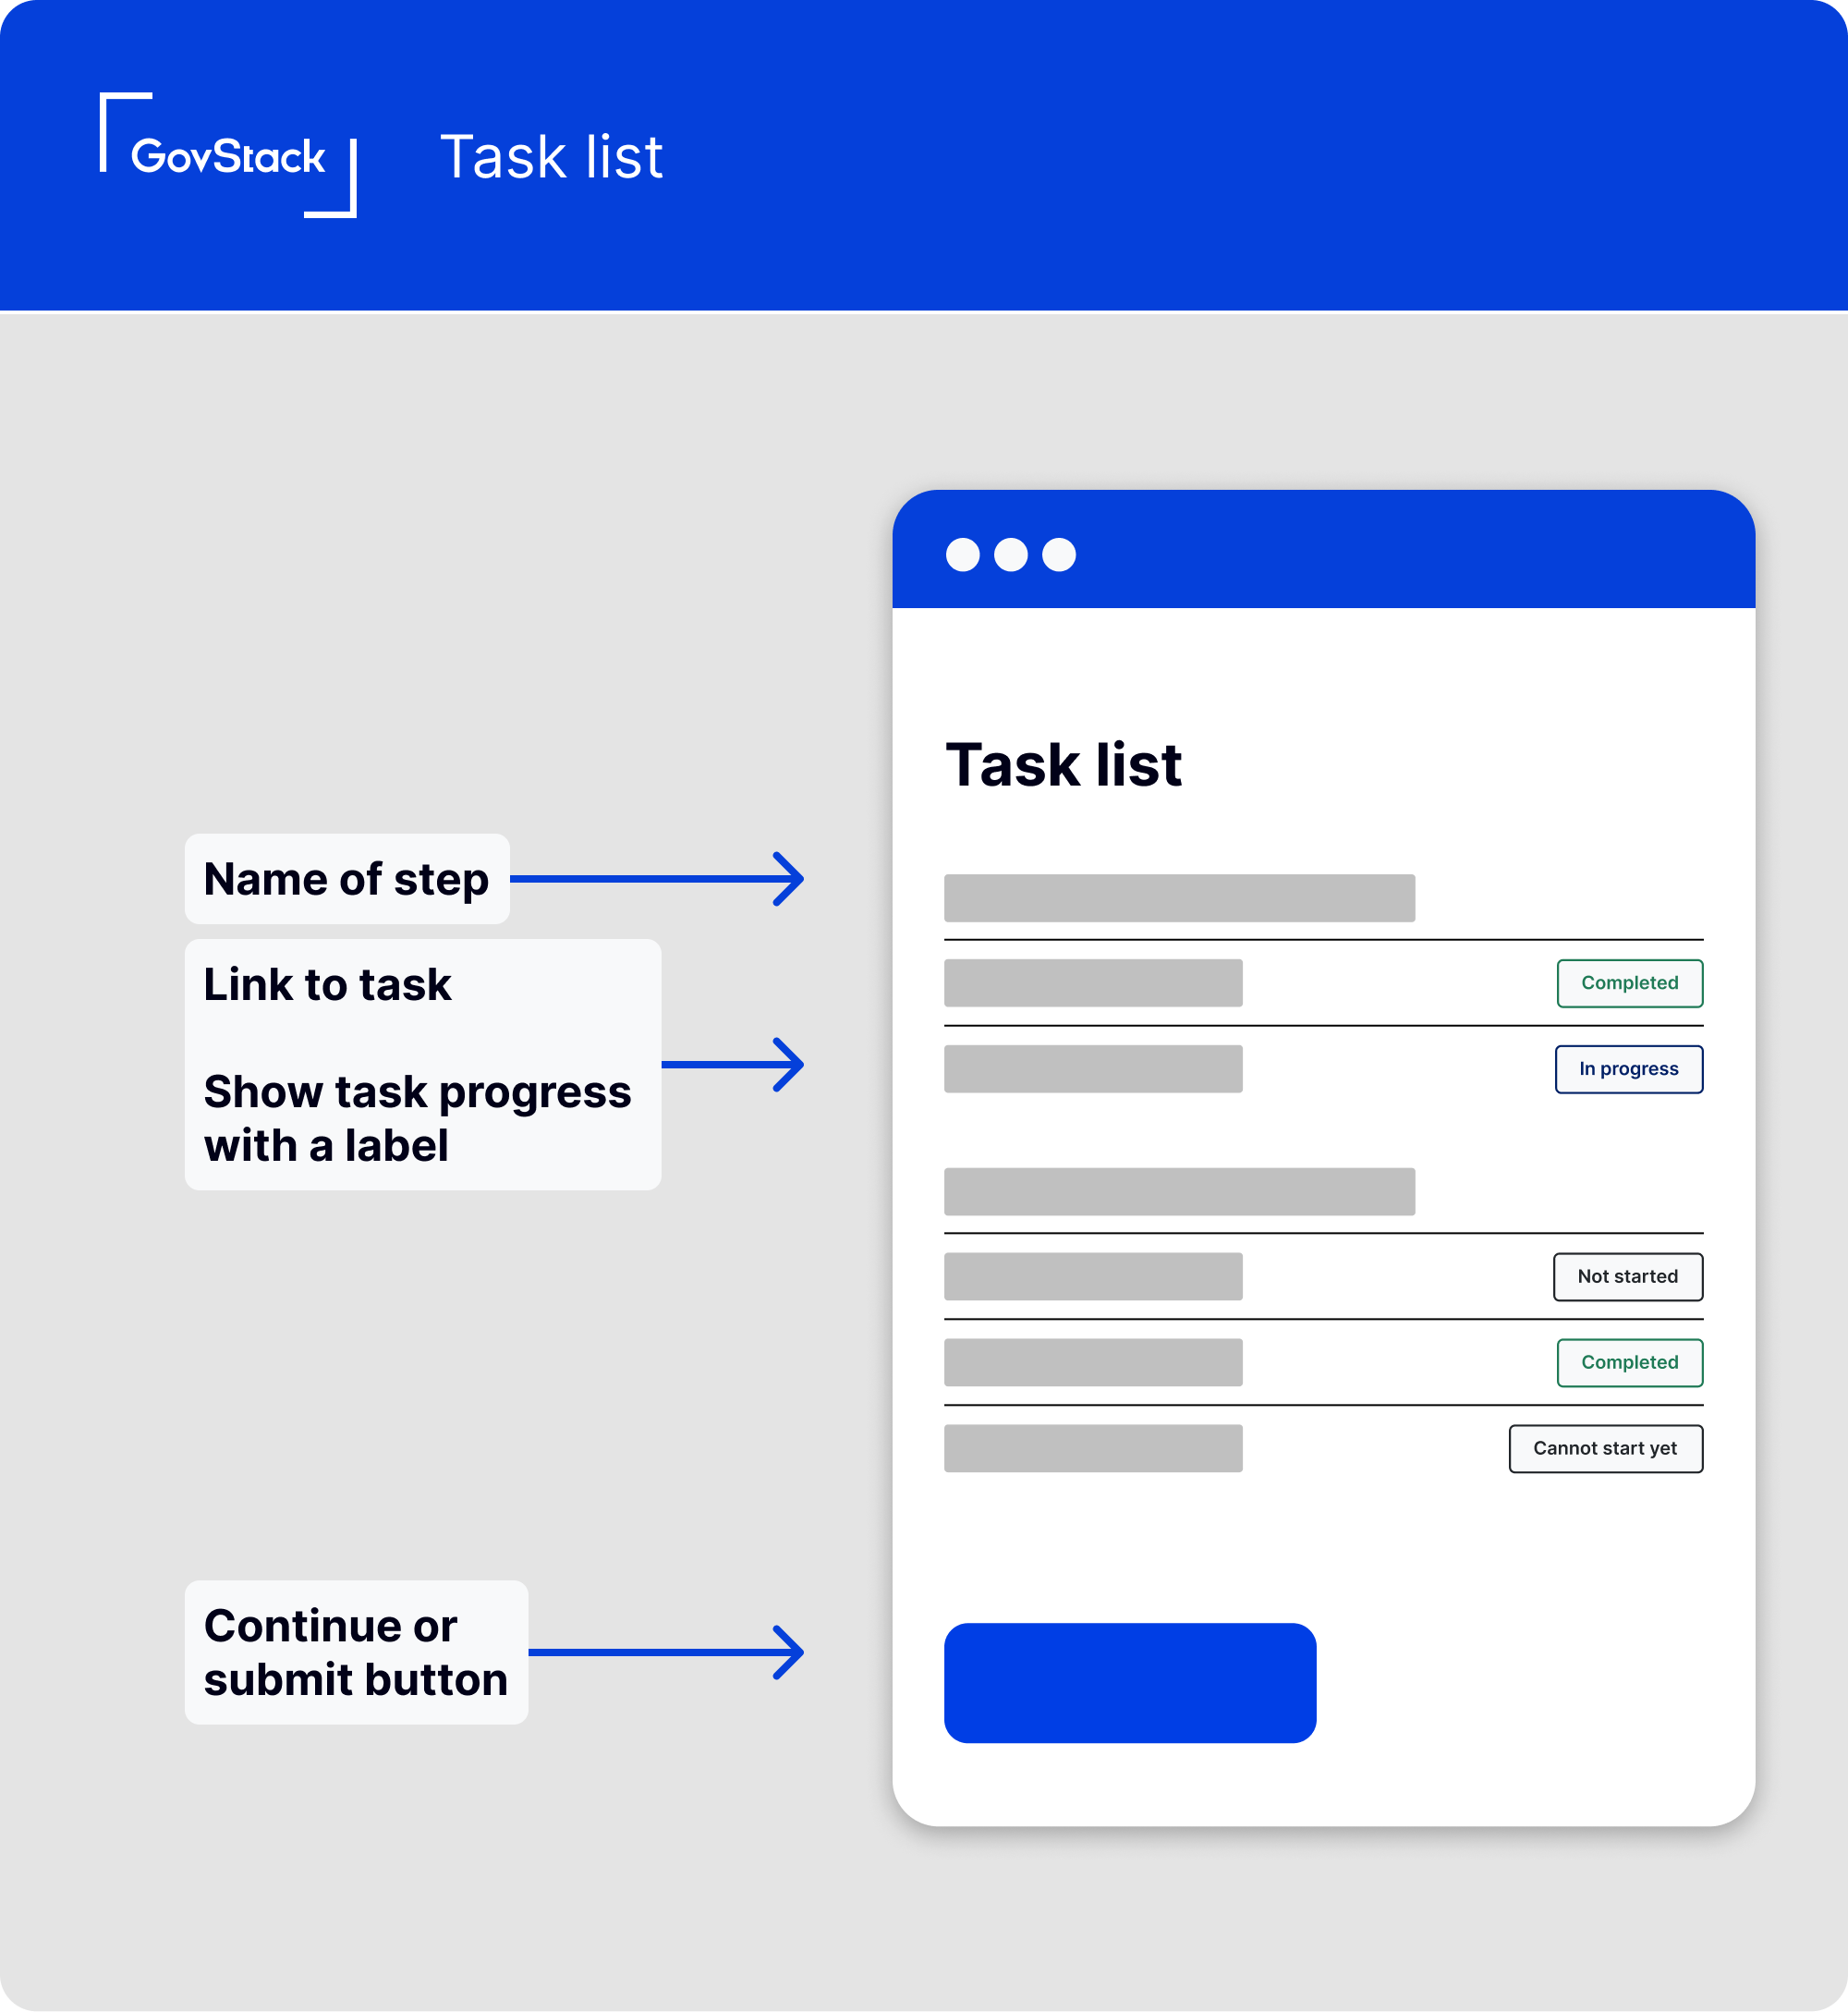 GovStack
Task list
Task list
Name of step
Link to task
Show task progress
with a label
Completed
In progress
Not started
Completed
Cannot start yet
Continue or
submit button